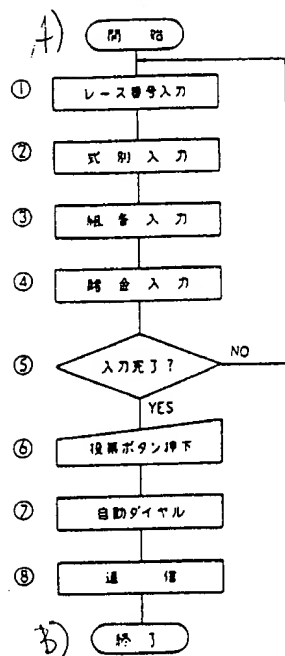 A)
開始
① レース番号入力
② 式別入力
③ 組番入力
④ 賭金入力
⑤ 入力完了?
NO
YES
⑥ 投票ボタン押下
⑦ 自動ダイヤル
⑧ 送信
B)
終了